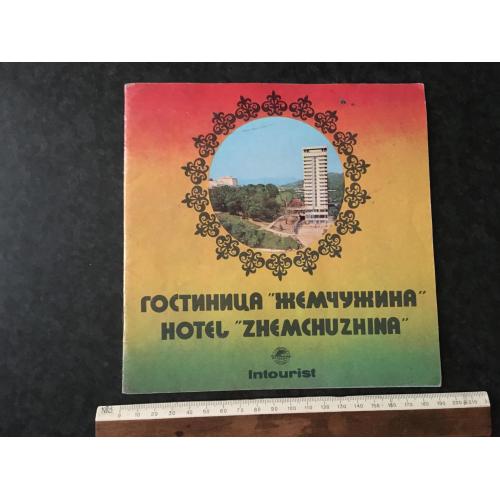 ГОСТИНИЦА "ЖЕМЧУЖИНА"
HOTEL "ZHEMCHUZHINA"
Intourist